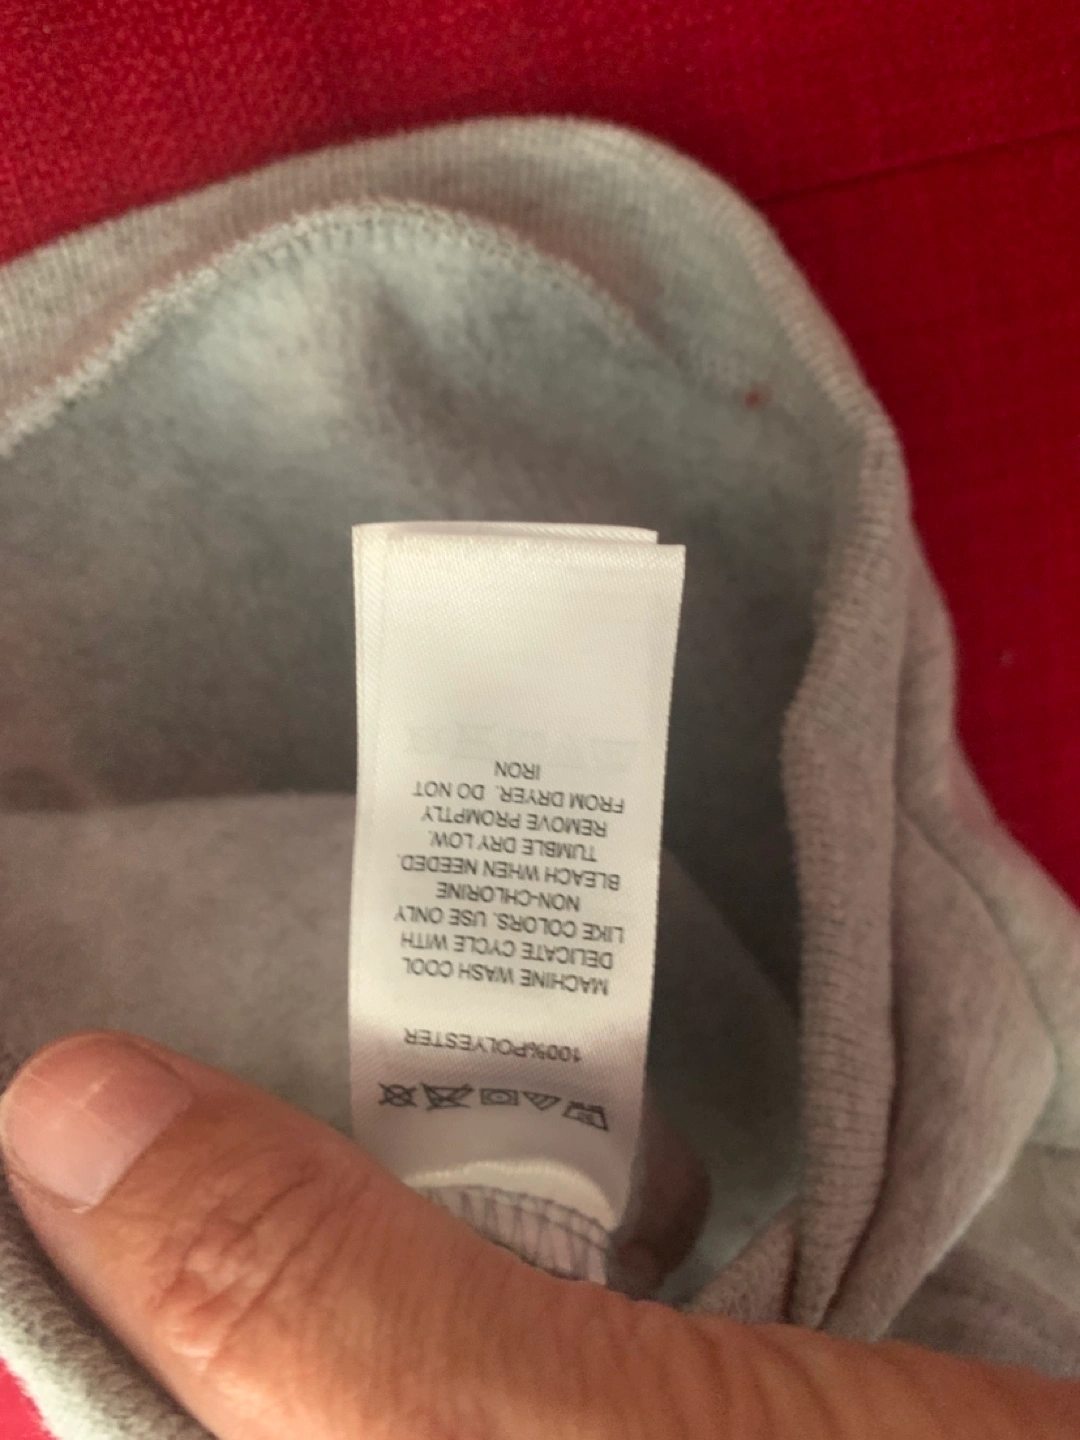 100%POLYESTER
MACHINE WASH COOL
DELICATE CYCLE WITH
LIKE COLORS. USE ONLY
NON-CHLORINE
BLEACH WHEN NEEDED.
TUMBLE DRY LOW.
REMOVE PROMPTLY
FROM DRYER. DO NOT
IRON